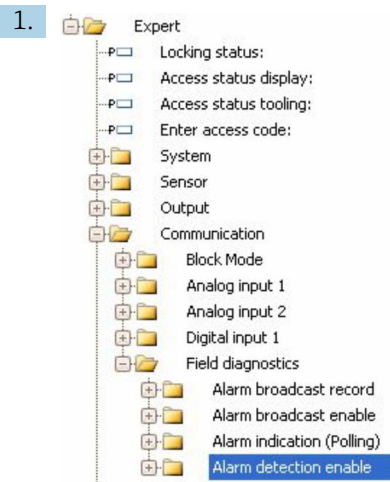 1.
Expert
Locking status:
Access status display:
Access status tooling:
Enter access code:
System
Sensor
Output
Communication
Block Mode
Analog input 1
Analog input 2
Digital input 1
Field diagnostics
Alarm broadcast record
Alarm broadcast enable
Alarm indication (Polling)
Alarm detection enable